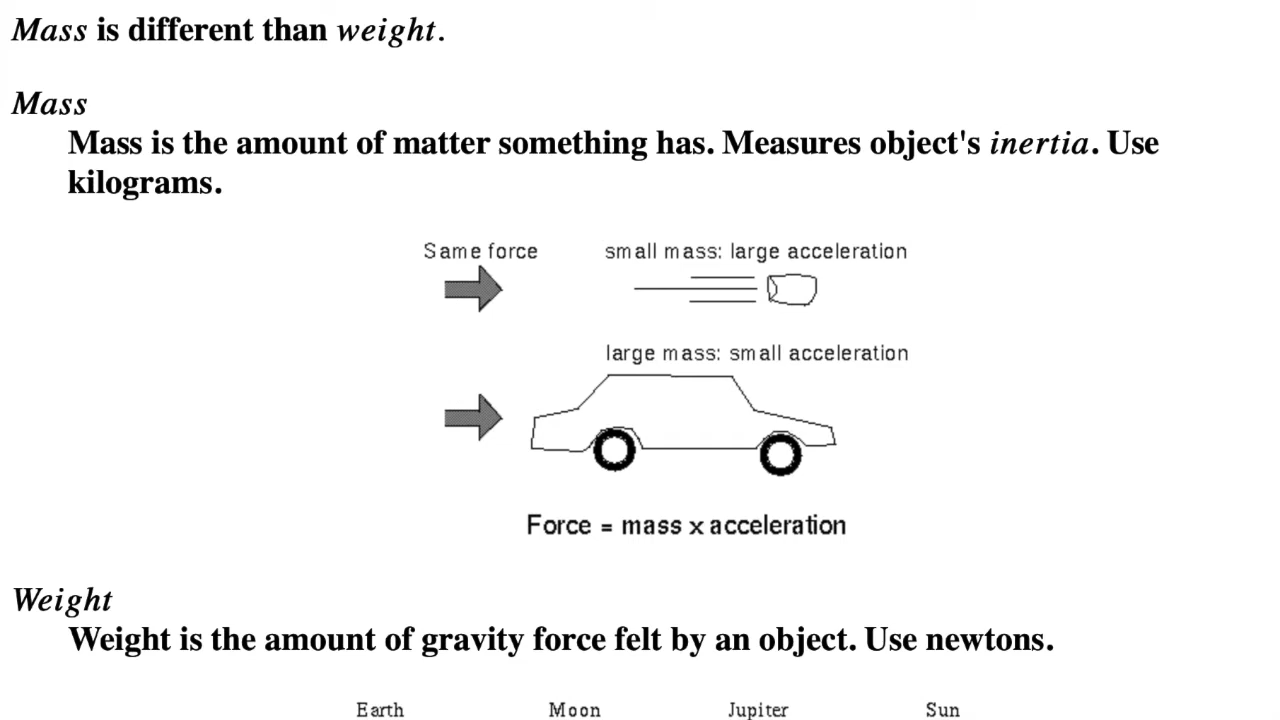 Mass is different than weight.
Mass
Mass is the amount of matter something has. Measures object's inertia. Use
kilograms.
Same force
small mass: large acceleration
large mass: small acceleration
Force = mass x acceleration
Weight
Weight is the amount of gravity force felt by an object. Use newtons.
Earth Moon Jupiter Sun